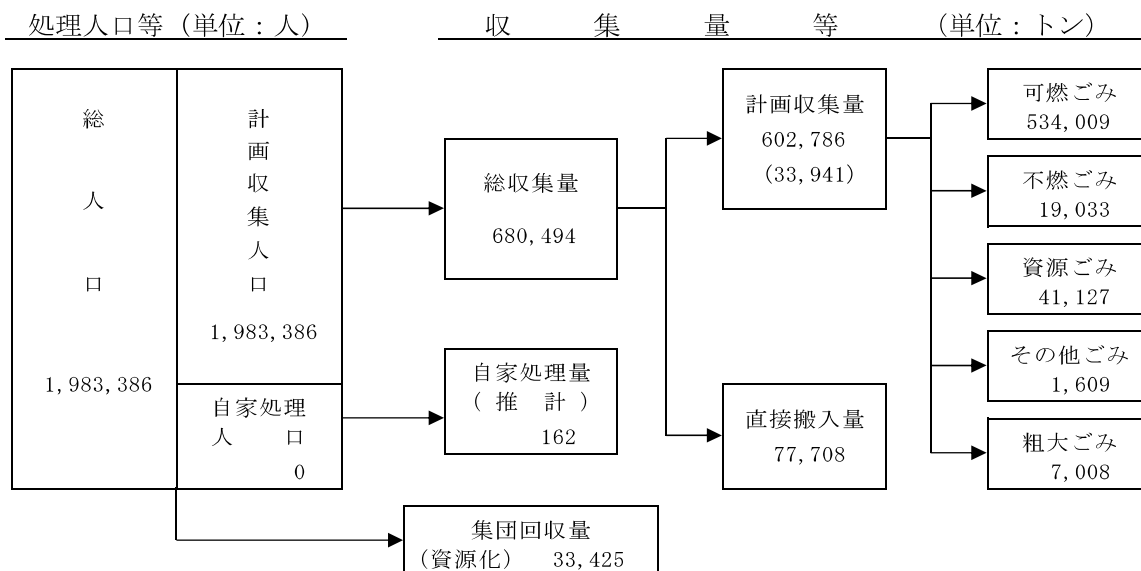 処理人口等（単位：人）
収集量等（単位：トン）
総人口
1,983,386
計画収集人口
1,983,386
自家処理
人口
0
総収集量
680,494
自家処理量
（推計）
162
集団回収量
（資源化） 33,425
計画収集量
602,786
(33,941)
直接搬入量
77,708
可燃ごみ
534,009
不燃ごみ
19,033
資源ごみ
41,127
その他ごみ
1,609
粗大ごみ
7,008